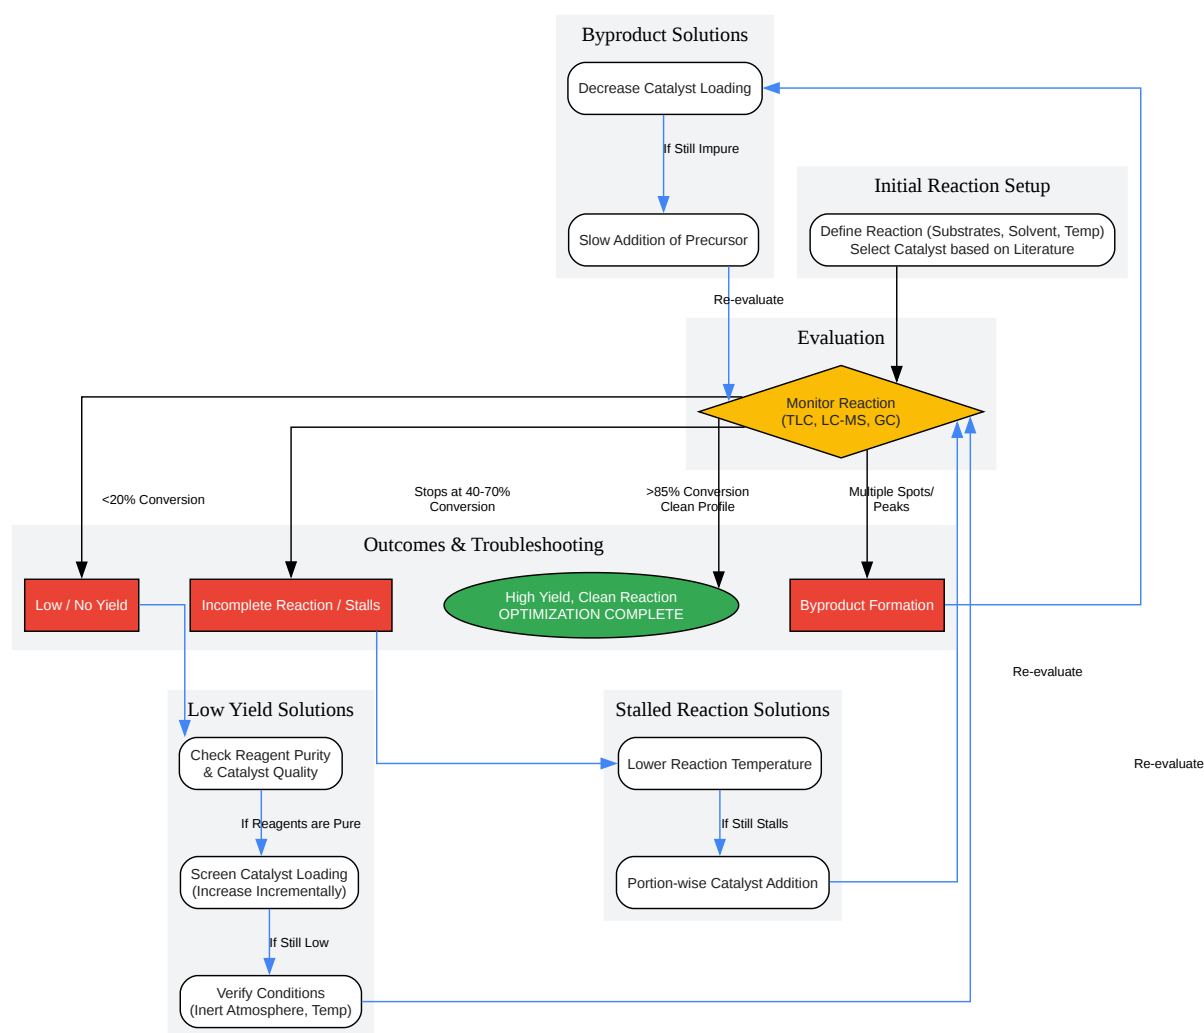 Byproduct Solutions
Decrease Catalyst Loading
If Still Impure
Slow Addition of Precursor
Re-evaluate
Initial Reaction Setup
Define Reaction (Substrates, Solvent, Temp)
Select Catalyst based on Literature
Evaluation
Monitor Reaction
(TLC, LC-MS, GC)
<20% Conversion
Stops at 40-70%
Conversion
>85% Conversion
Clean Profile
Multiple Spots/
Peaks
Outcomes & Troubleshooting
Low / No Yield
Incomplete Reaction / Stalls
High Yield, Clean Reaction
OPTIMIZATION COMPLETE
Byproduct Formation
Re-evaluate
Low Yield Solutions
Check Reagent Purity
& Catalyst Quality
If Reagents are Pure
Screen Catalyst Loading
(Increase Incrementally)
If Still Low
Verify Conditions
(Inert Atmosphere, Temp)
Stalled Reaction Solutions
Lower Reaction Temperature
If Still Stalls
Portion-wise Catalyst Addition
Re-evaluate